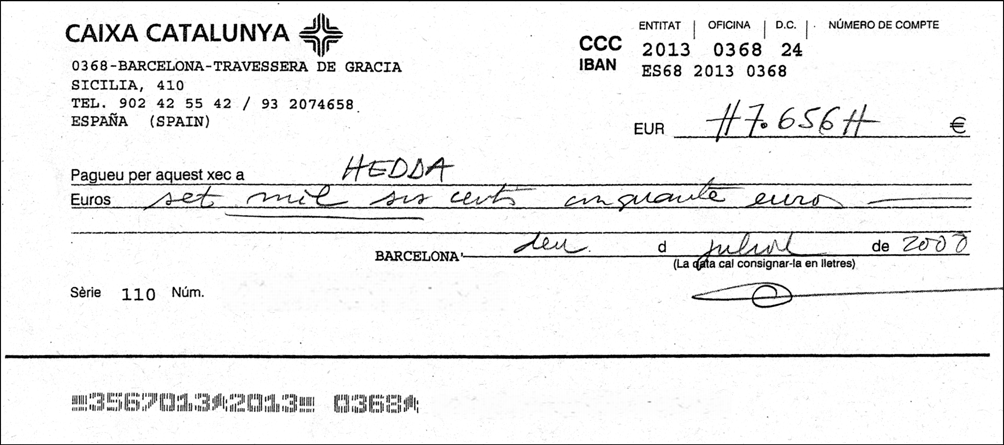 CAIXA CATALUNYA
0368-BARCELONA-TRAVESSERA DE GRACIA
SICILIA, 410
TEL. 902 42 55 42 / 93 2074658
ESPAÑA (SPAIN)
ENTITAT OFICINA D.C. NÚMERO DE COMPTE
CCC 2013 0368 24
IBAN ES68 2013 0368
EUR #7.656# €
Pagueu per aquest xec a HEDDA
Euros set mil sis cents cinquante euros
BARCELONA deu d juliol de 2000
(La data cal consignar-la en lletres)
Sèrie 110 Núm.
3567013 2013 0368